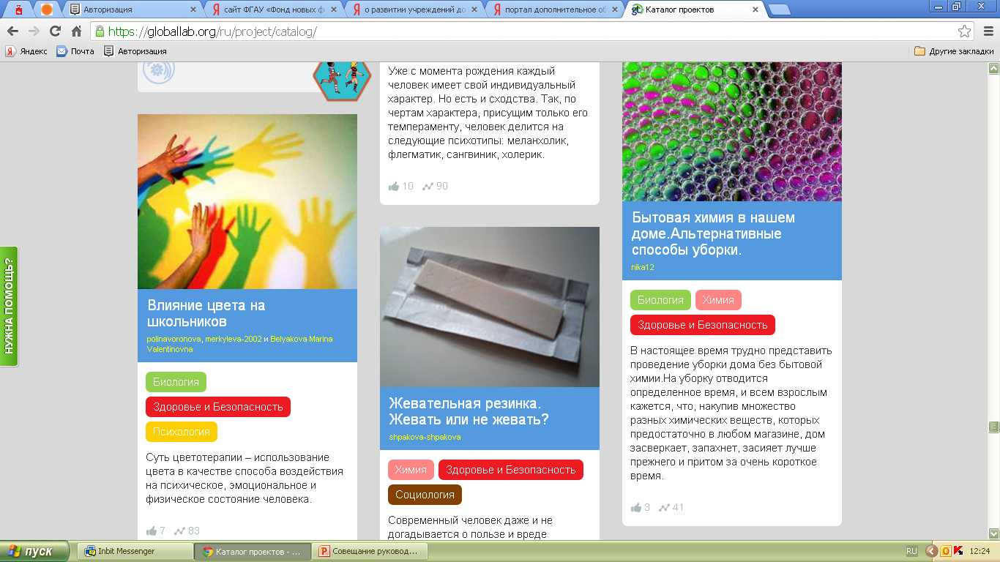 Авторизация
сайт ФГАУ «Фонд новых ф
о развитии учреждений до
портал дополнительное об
Каталог проектов
https://globallab.org/ru/project/catalog/
Яндекс
Почта
Авторизация
Другие закладки
НУЖНА ПОМОЩЬ?
Влияние цвета на
школьников
polinavoronova, merkyleva-2002 и Belyakova Marina
Valentinovna
Биология
Здоровье и Безопасность
Психология
Суть цветотерапии – использование
цвета в качестве способа воздействия
на психическое, эмоциональное и
физическое состояние человека.
7 83
Уже с момента рождения каждый
человек имеет свой индивидуальный
характер. Но есть и сходства. Так, по
чертам характера, присущим только его
темпераменту, человек делится на
следующие психотипы: меланхолик,
флегматик, сангвиник, холерик.
10 90
Жевательная резинка.
Жевать или не жевать?
shpakova-shpakova
Химия Здоровье и Безопасность
Социология
Современный человек даже и не
догадывается о пользе и вреде
Бытовая химия в нашем
доме.Альтернативные
способы уборки.
nika12
Биология Химия
Здоровье и Безопасность
В настоящее время трудно представить
проведение уборки дома без бытовой
химии.На уборку отводится
определенное время, и всем взрослым
кажется, что, накупив множество
разных химических веществ, которых
предостаточно в любом магазине, дом
засверкает, запахнет, засияет лучше
прежнего и притом за очень короткое
время.
3 41
пуск
Inbit Messenger
Каталог проектов - ...
Совещание руковод...
RU
12:24